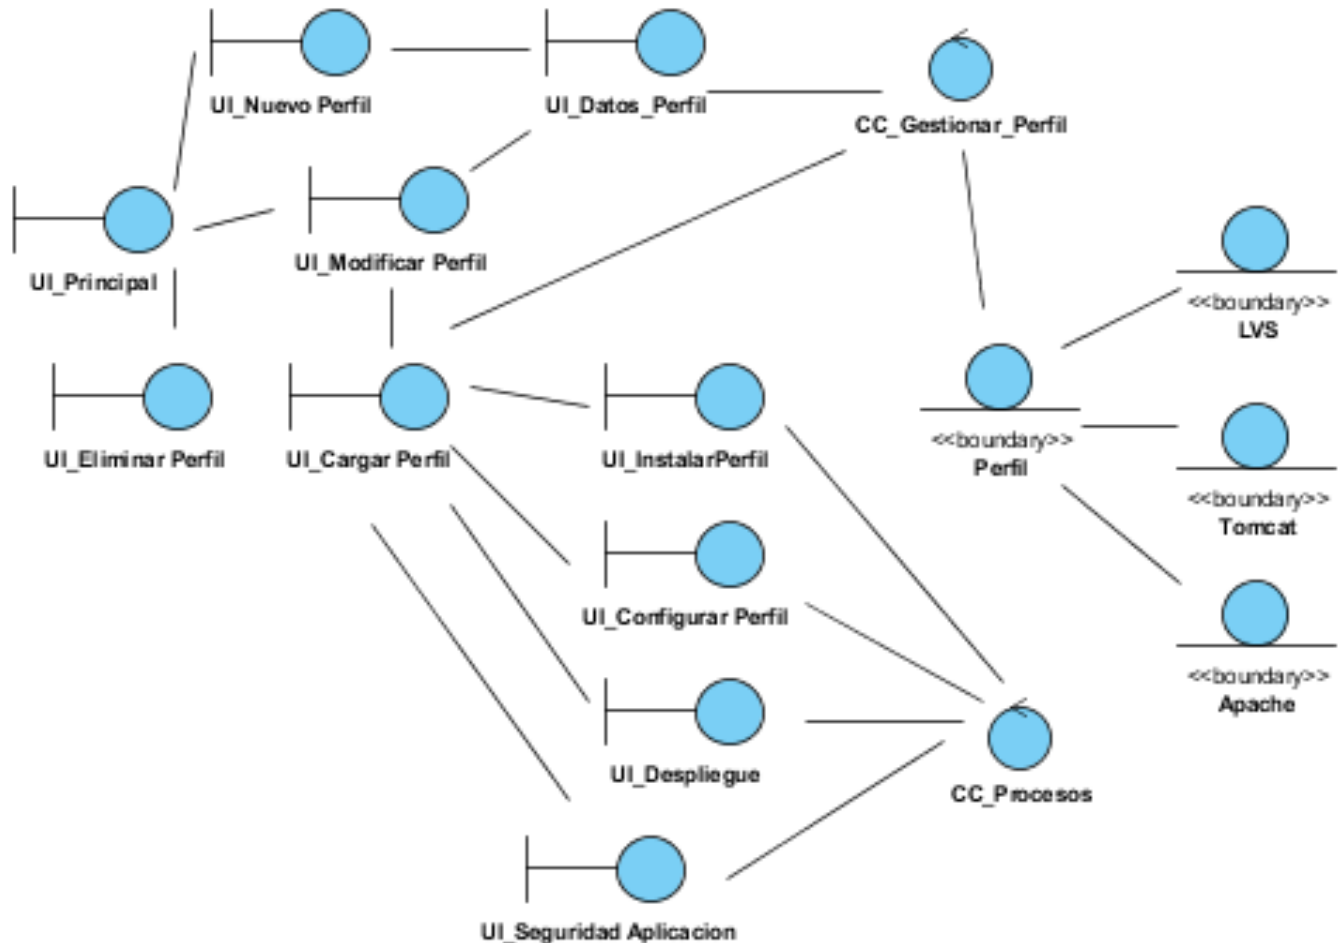 UI_Nuevo Perfil
UI_Datos_Perfil
CC_Gestionar_Perfil
UI_Principal
UI_Modificar Perfil
<<boundary>>
LVS
UI_Eliminar Perfil
UI_Cargar Perfil
UI_InstalarPerfil
<<boundary>>
Perfil
<<boundary>>
Tomcat
UI_Configurar Perfil
<<boundary>>
Apache
UI_Despliegue
CC_Procesos
UI_Seguridad Aplicacion